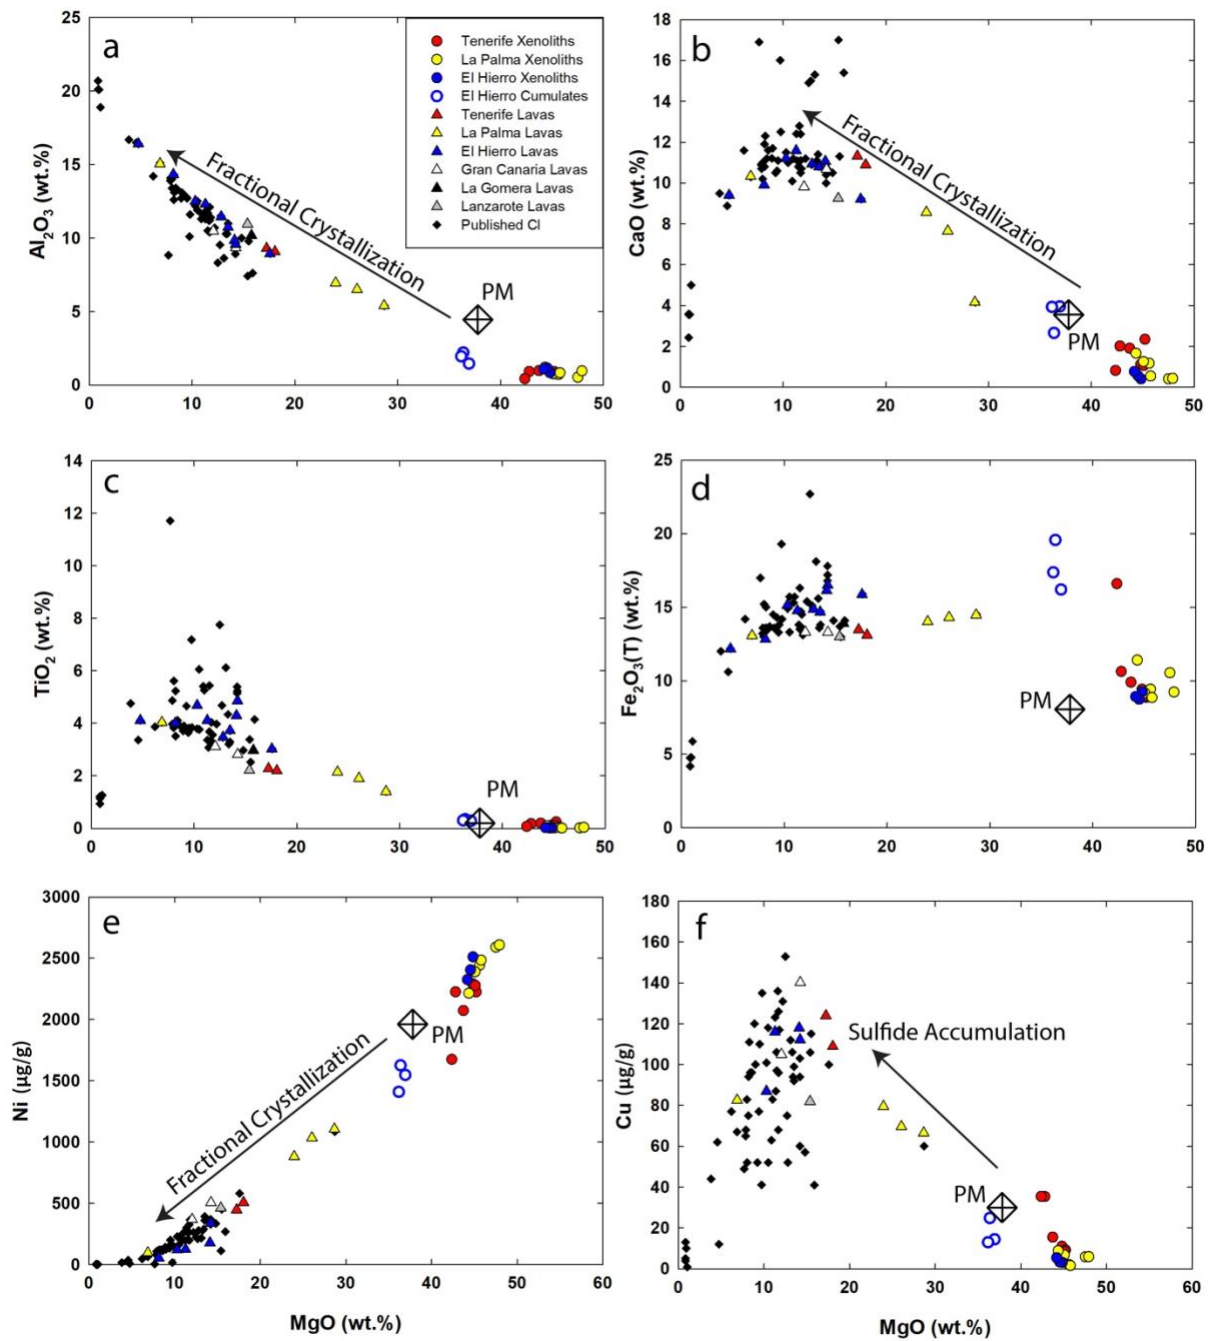 a
25
20
15
10
5
0
Al2O3 (wt.%)
Tenerife Xenoliths
La Palma Xenoliths
El Hierro Xenoliths
El Hierro Cumulates
Tenerife Lavas
La Palma Lavas
El Hierro Lavas
Gran Canaria Lavas
La Gomera Lavas
Lanzarote Lavas
Published CI
Fractional Crystallization
PM
0 10 20 30 40 50
b
18
16
14
12
10
8
6
4
2
0
CaO (wt.%)
Fractional Crystallization
PM
0 10 20 30 40 50
c
14
12
10
8
6
4
2
0
TiO2 (wt.%)
PM
0 10 20 30 40 50
d
25
20
15
10
5
0
Fe2O3(T) (wt.%)
PM
0 10 20 30 40 50
e
3000
2500
2000
1500
1000
500
0
Ni (µg/g)
Fractional Crystallization
PM
0 10 20 30 40 50 60
MgO (wt.%)
f
180
160
140
120
100
80
60
40
20
0
Cu (µg/g)
Sulfide Accumulation
PM
0 10 20 30 40 50 60
MgO (wt.%)